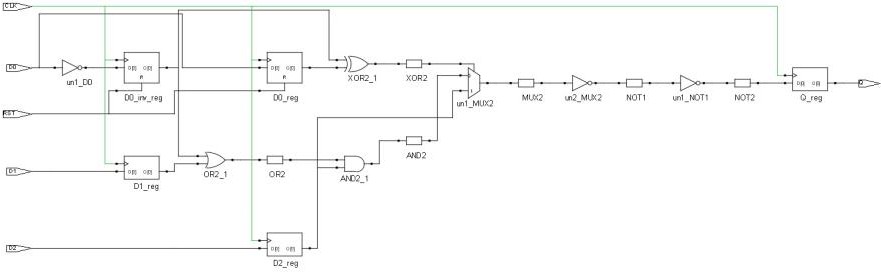 CLK
D0
un1_D0
D[0] Q[0]
R
D0_inv_reg
D[0] Q[0]
R
D0_reg
XOR2_1
XOR2
un1_MUX2
MUX2
un2_MUX2
NOT1
un1_NOT1
NOT2
D[0] Q[0]
Q_reg
Q
RST
D1
D[0] Q[0]
D1_reg
OR2_1
OR2
AND2_1
AND2
D2
D[0] Q[0]
D2_reg